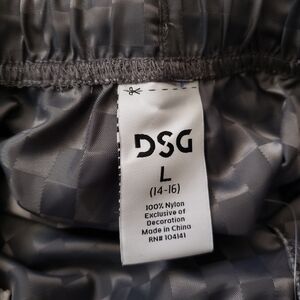 DSG
L
(14-16)
100% Nylon
Exclusive of
Decoration
Made in China
RN# 104141